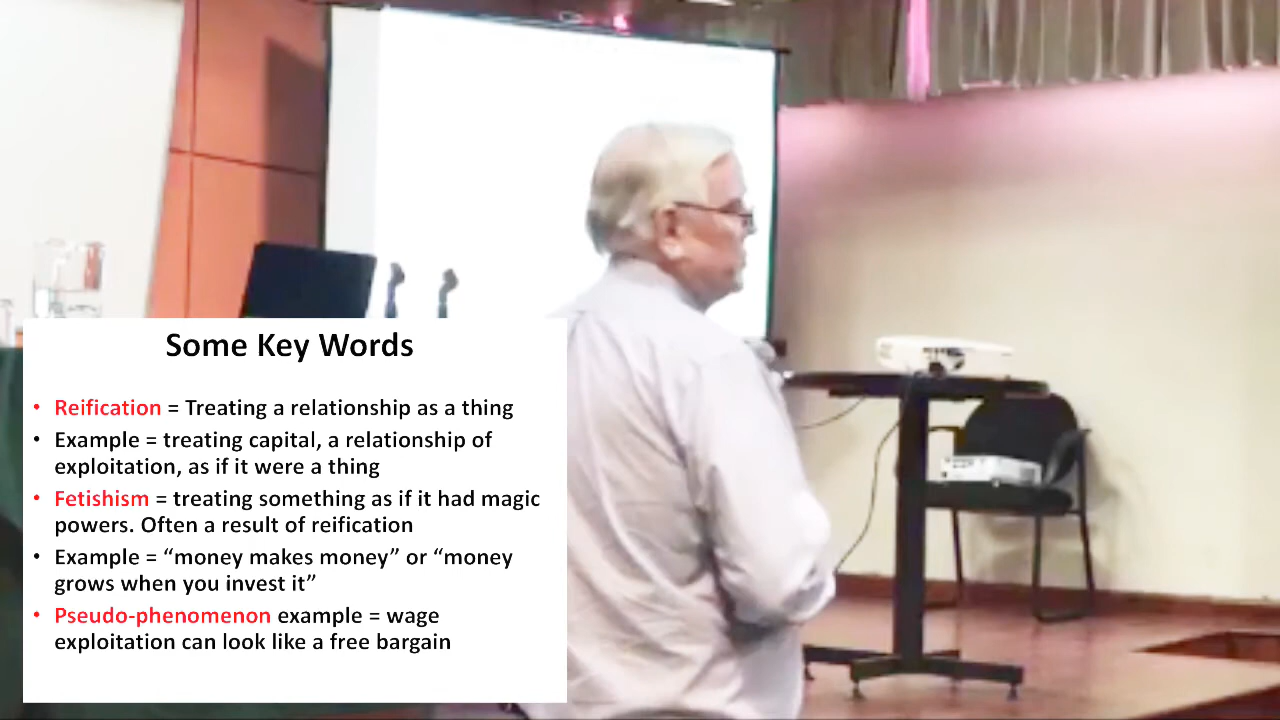 Some Key Words
• Reification = Treating a relationship as a thing
• Example = treating capital, a relationship of
exploitation, as if it were a thing
• Fetishism = treating something as if it had magic
powers. Often a result of reification
• Example = “money makes money” or “money
grows when you invest it”
• Pseudo-phenomenon example = wage
exploitation can look like a free bargain